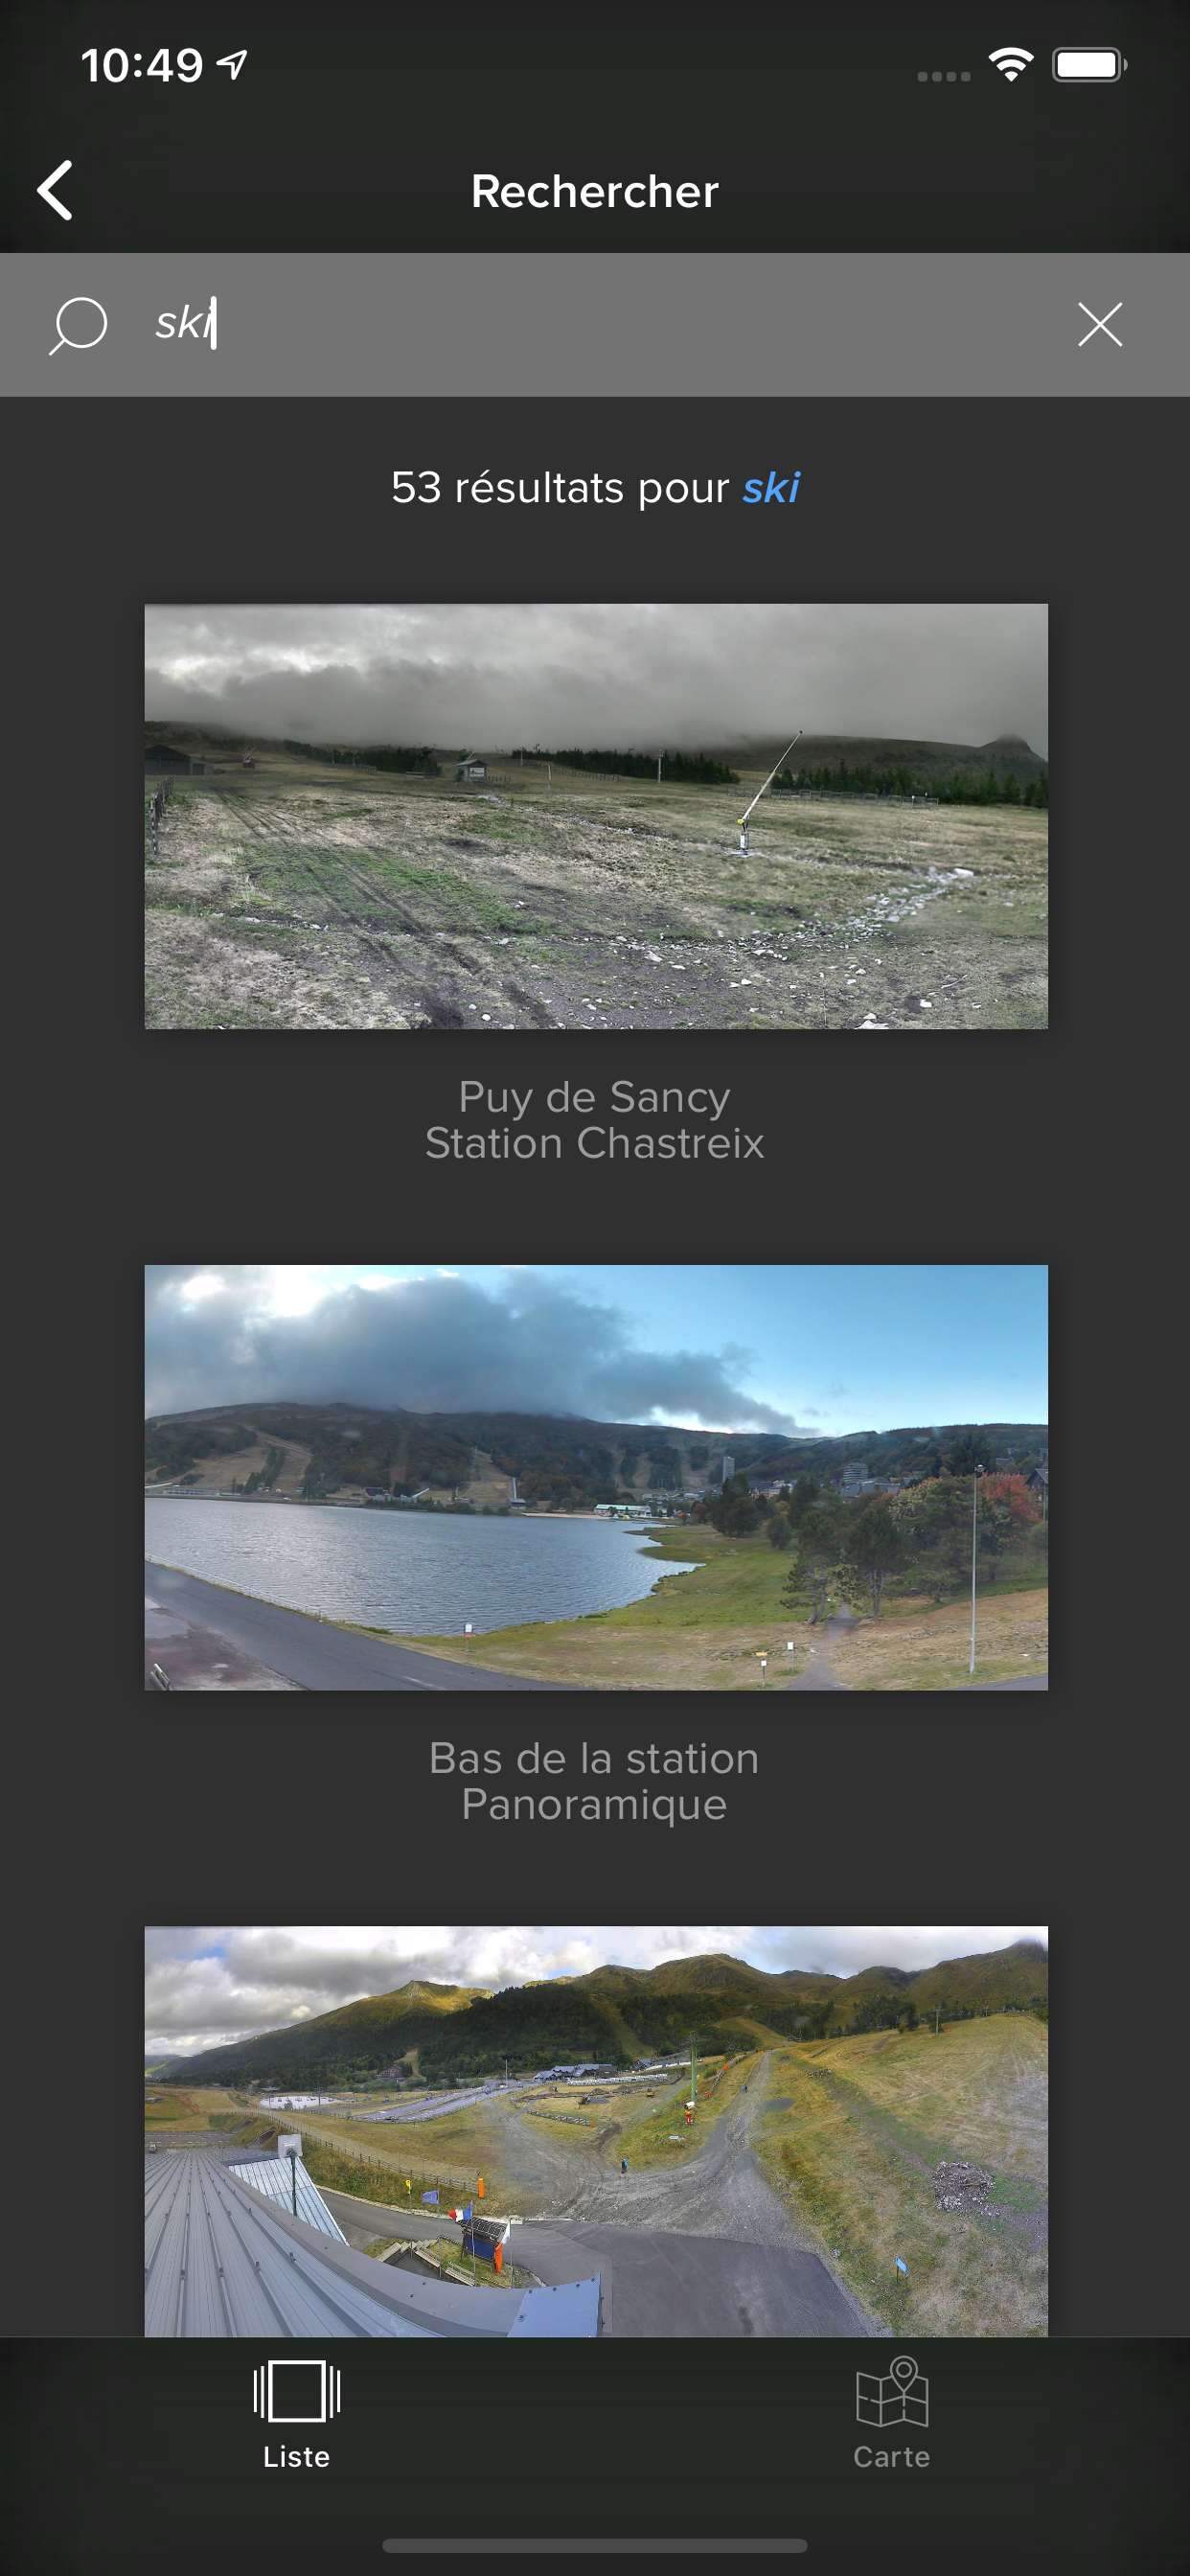 10:49
Rechercher
ski
53 résultats pour ski
Puy de Sancy
Station Chastreix
Bas de la station
Panoramique
Liste
Carte